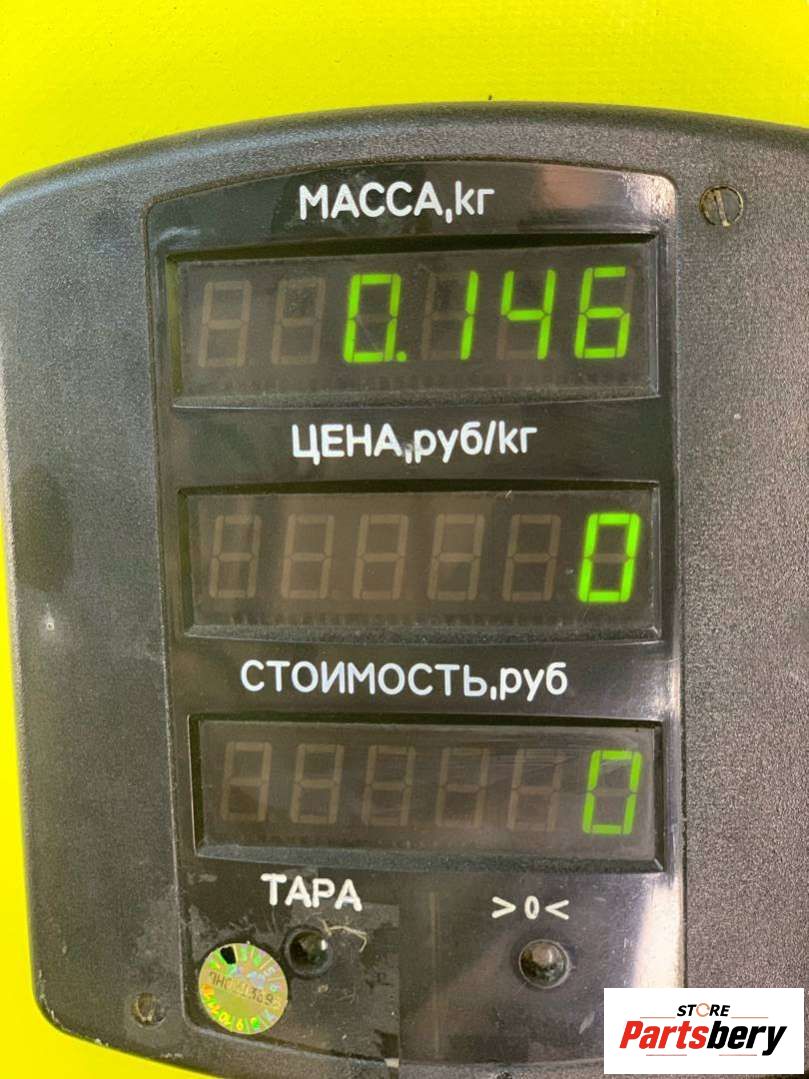 МАССА,кг
0.146
ЦЕНА,руб/кг
0
СТОИМОСТЬ,руб
0
ТАРА
>0<
STORE
Partsbery